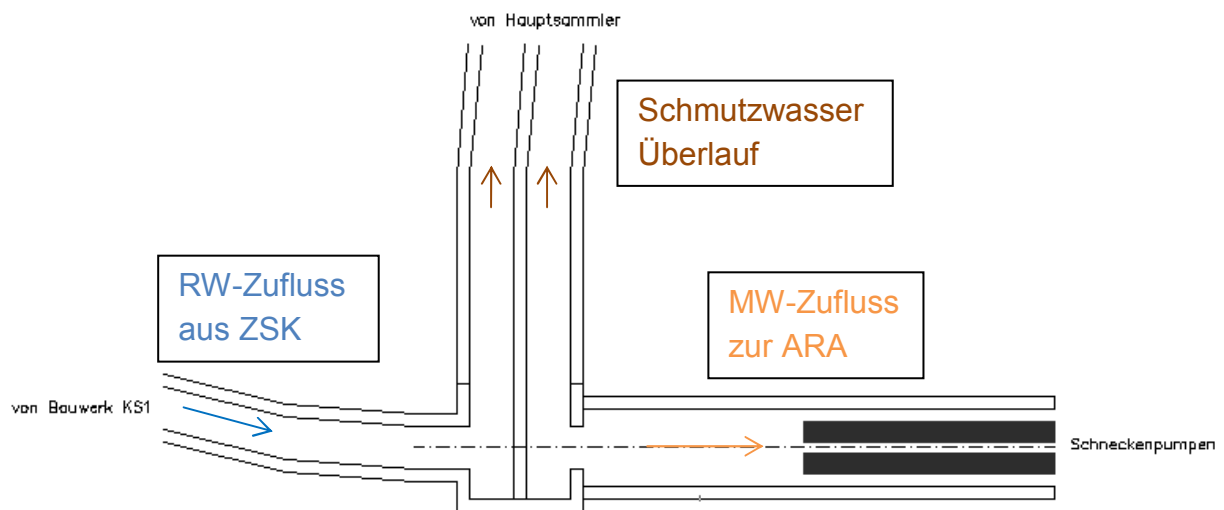 von Hauptsammler
Schmutzwasser
Überlauf
RW-Zufluss
aus ZSK
MW-Zufluss
zur ARA
von Bauwerk KS1
Schneckenpumpen